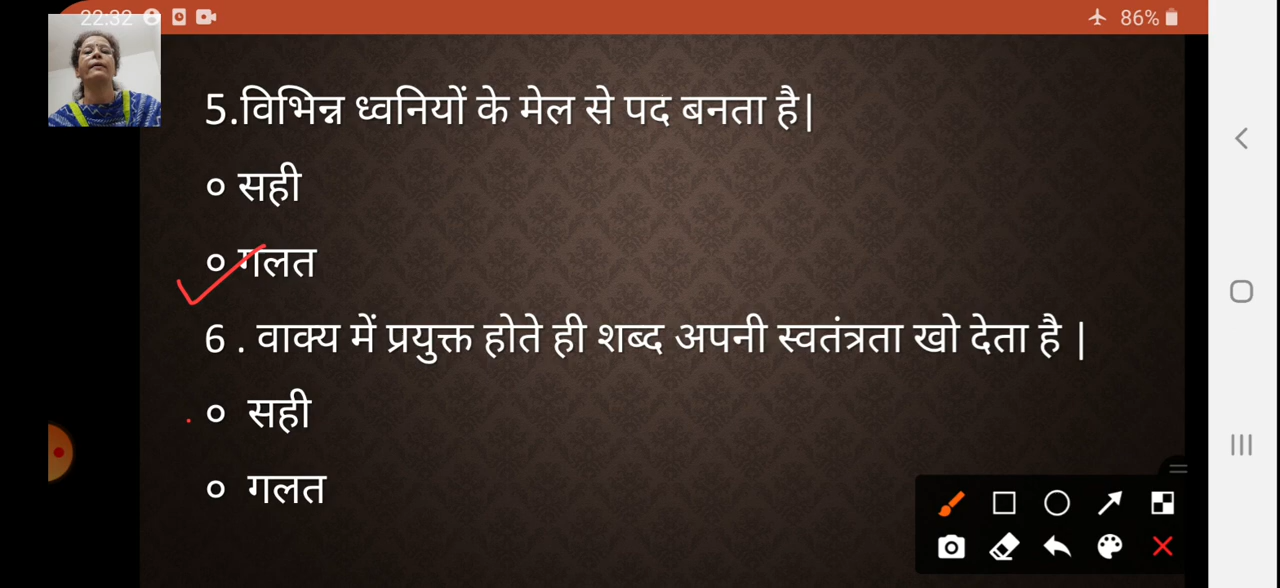 22:32
86%
5.विभिन्न ध्वनियों के मेल से पद बनता है|
सही
गलत
6 . वाक्य में प्रयुक्त होते ही शब्द अपनी स्वतंत्रता खो देता है |
सही
गलत